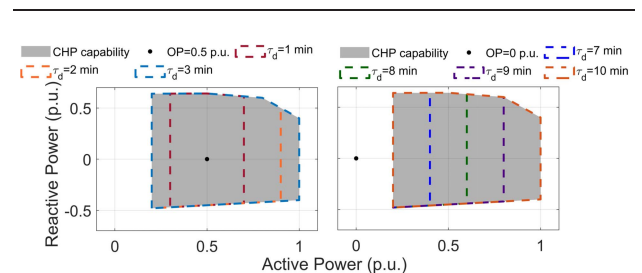 CHP capability OP=0.5 p.u. τd=1 min
τd=2 min τd=3 min
CHP capability OP=0 p.u. τd=7 min
τd=8 min τd=9 min τd=10 min
Reactive Power (p.u.)
0.5
0
-0.5
0 0.5 1
0 0.5 1
Active Power (p.u.)